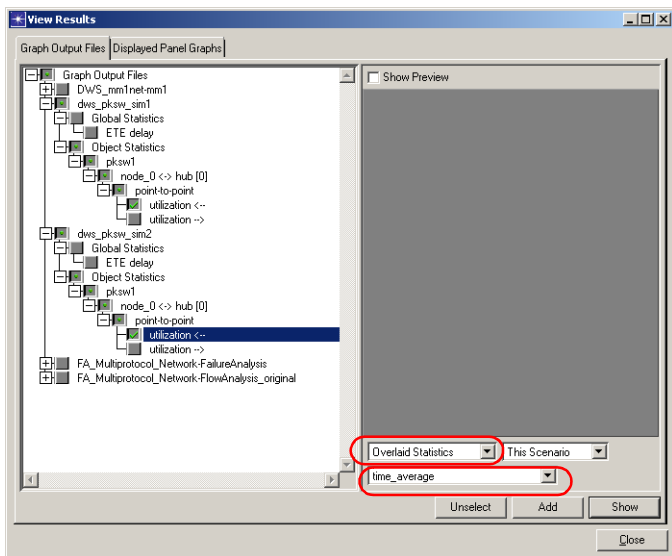 View Results
Graph Output Files
Displayed Panel Graphs
Graph Output Files
DWS_mm1net-mm1
dws_pksw_sim1
Global Statistics
ETE delay
Object Statistics
pksw1
node_0 <-> hub [0]
point-to-point
utilization <--
utilization -->
dws_pksw_sim2
Global Statistics
ETE delay
Object Statistics
pksw1
node_0 <-> hub [0]
point-to-point
utilization <--
utilization -->
FA_Multiprotocol_Network-FailureAnalysis
FA_Multiprotocol_Network-FlowAnalysis_original
Show Preview
Overlaid Statistics
This Scenario
time_average
Unselect
Add
Show
Close